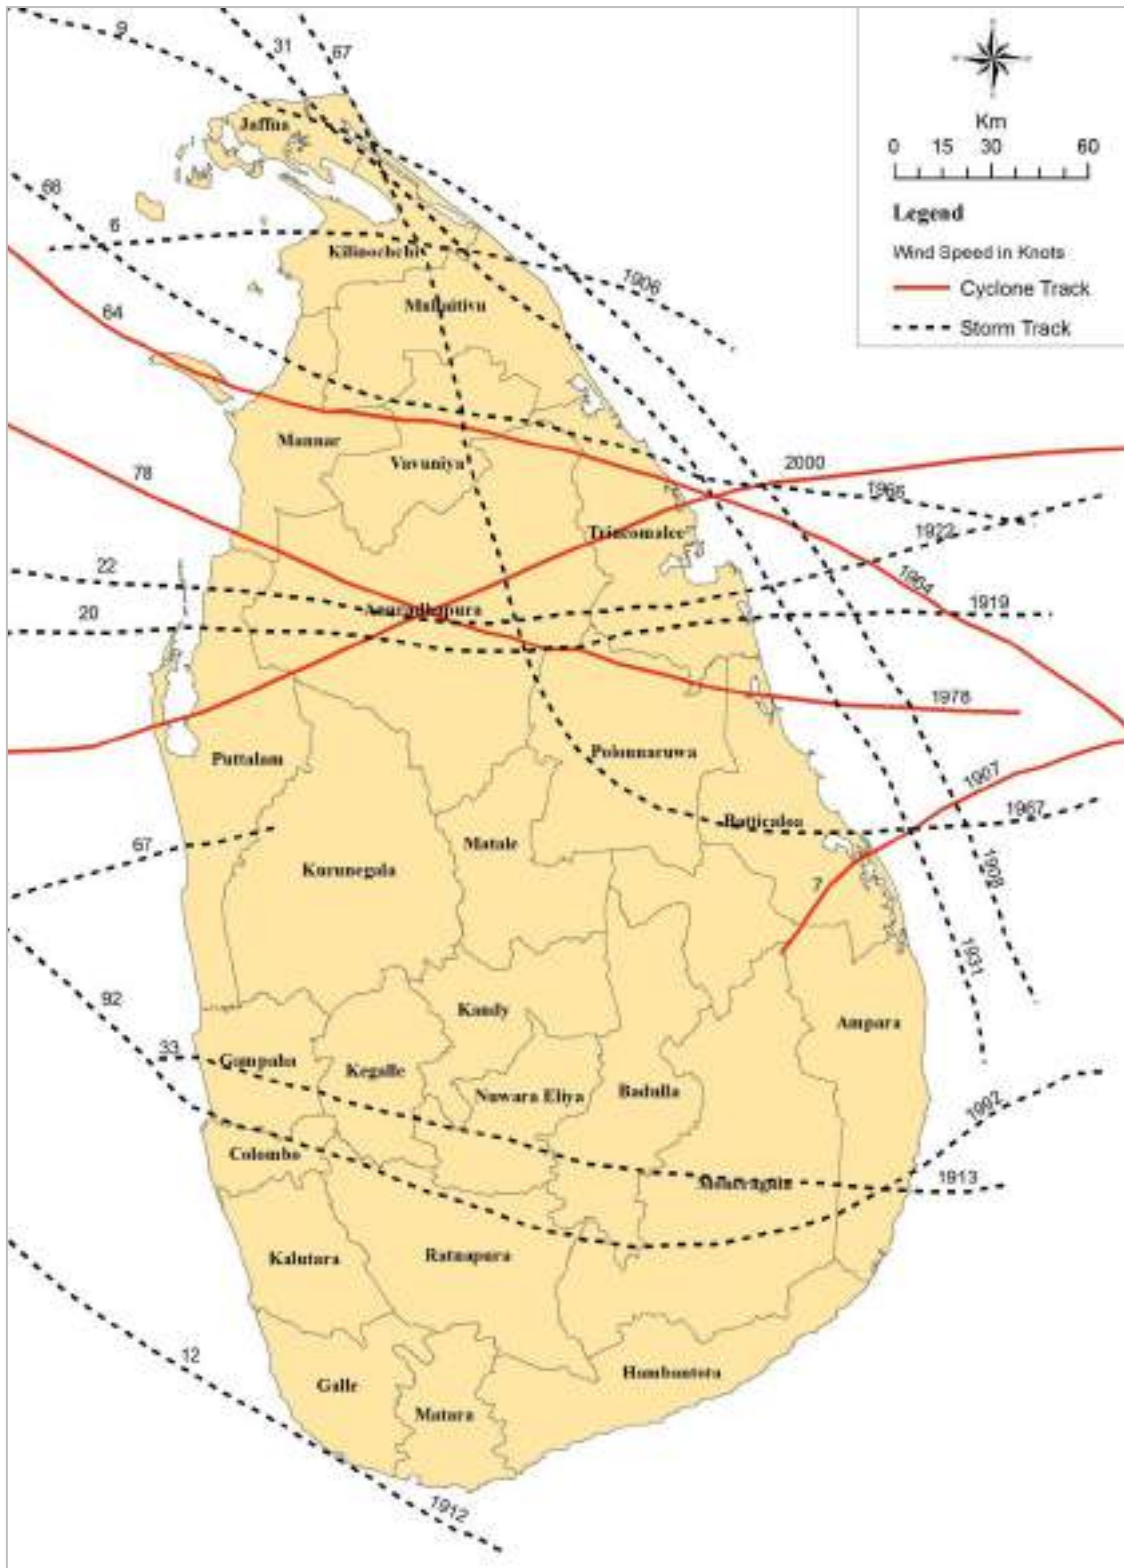 9
31
67
Km
0 15 30 60
Legend
Wind Speed in Knots
Cyclone Track
Storm Track
Jaffna
66
6
Kilinochchi
1906
Mullaitivu
64
Mannar
Vavuniya
78
2000
1966
Trincomalee
1922
22
1964
Anuradhapura
20
1919
1978
Puttalam
Polonnaruwa
1907
1967
Batticaloa
67
Matale
Kurunegala
7
1908
1931
92
Kandy
Ampara
33
Gampaha
Kegalle
Nuwara Eliya
Badulla
1992
Colombo
1913
Kalutara
Ratnapura
12
Galle
Hambantota
Matara
1912